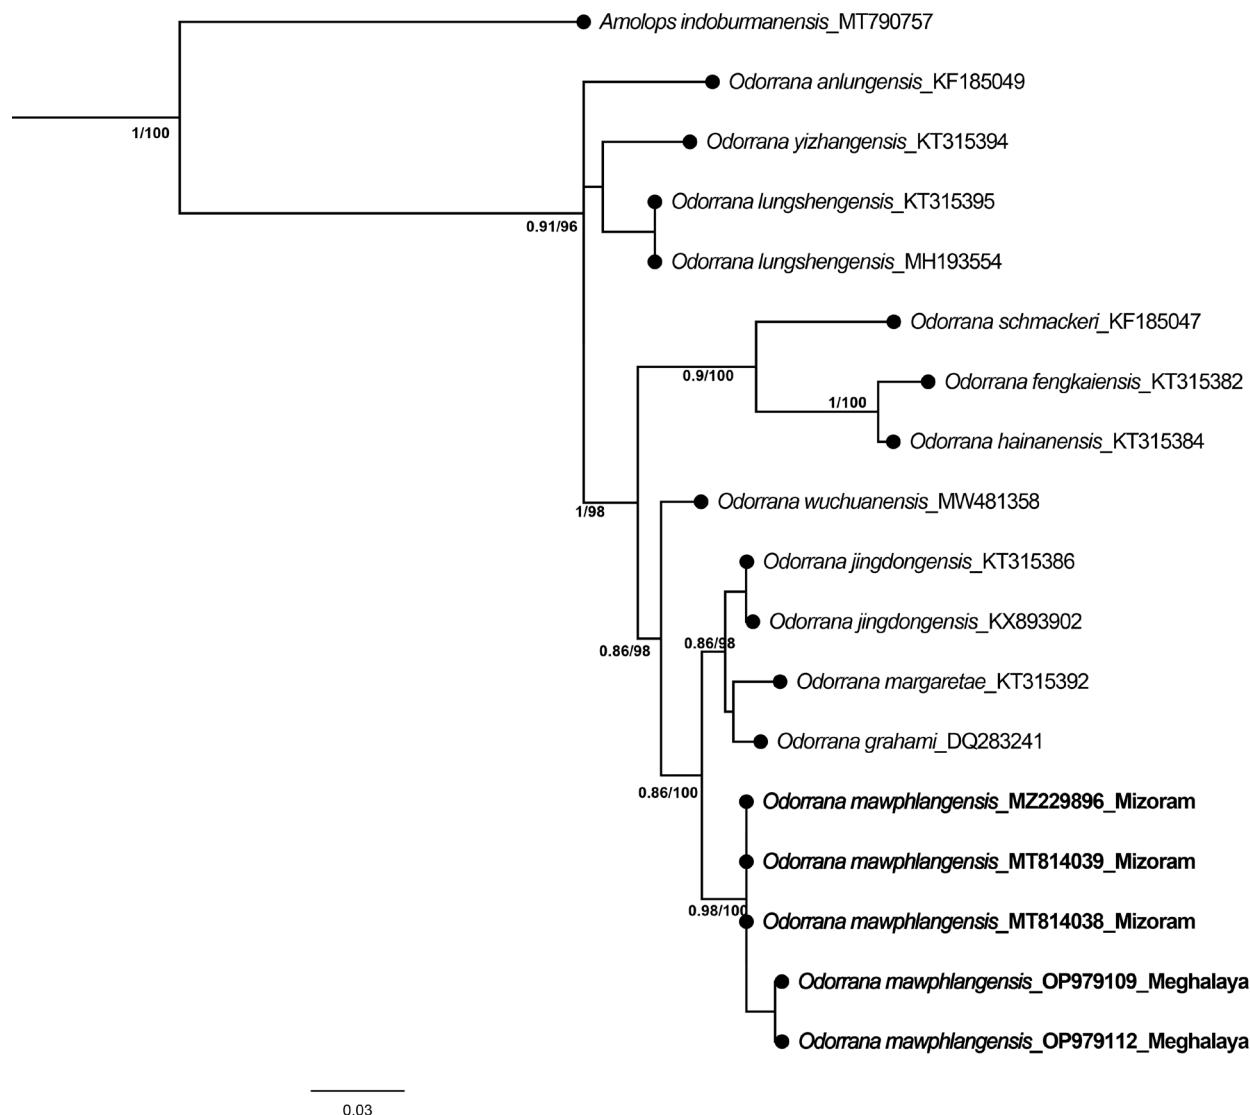 Amolops indoburmanensis_MT790757
Odorrana anlungensis_KF185049
1/100
Odorrana yizhangensis_KT315394
Odorrana lungshengensis_KT315395
0.91/96
Odorrana lungshengensis_MH193554
Odorrana schmackeri_KF185047
0.9/100
Odorrana fengkaiensis_KT315382
1/100
Odorrana hainanensis_KT315384
Odorrana wuchuanensis_MW481358
1/98
Odorrana jingdongensis_KT315386
Odorrana jingdongensis_KX893902
0.86/98
0.86/98
Odorrana margaretae_KT315392
Odorrana grahami_DQ283241
0.86/100
Odorrana mawphlangensis_MZ229896_Mizoram
Odorrana mawphlangensis_MT814039_Mizoram
0.98/100
Odorrana mawphlangensis_MT814038_Mizoram
Odorrana mawphlangensis_OP979109_Meghalaya
Odorrana mawphlangensis_OP979112_Meghalaya
0.03